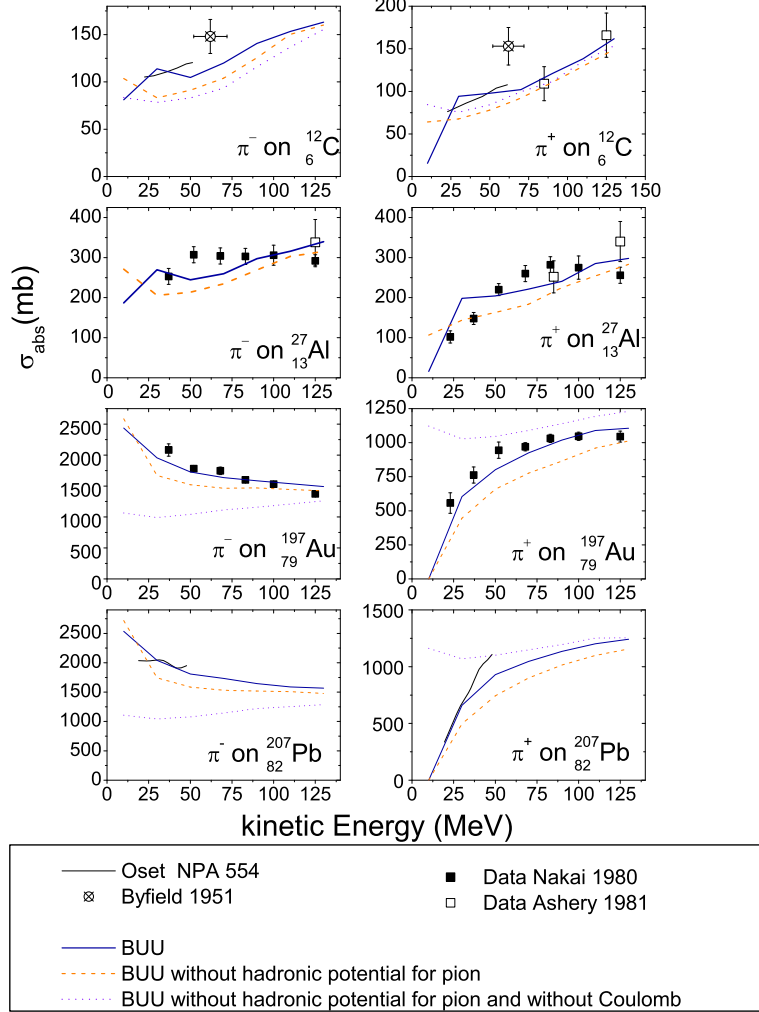 150
100
50
0
0 25 50 75 100 125
π⁻ on ¹²₆C
200
150
100
50
0
0 25 50 75 100 125 150
π⁺ on ¹²₆C
400
300
200
100
0
0 25 50 75 100 125
π⁻ on ²⁷₁₃Al
400
300
200
100
0
0 25 50 75 100 125
π⁺ on ²⁷₁₃Al
σabs(mb)
2500
2000
1500
1000
500
0
0 25 50 75 100 125
π⁻ on ¹⁹⁷₇₉Au
1250
1000
750
500
250
0
0 25 50 75 100 125
π⁺ on ¹⁹⁷₇₉Au
2500
2000
1500
1000
500
0
0 25 50 75 100 125
π⁻ on ²⁰⁷₈₂Pb
1500
1000
500
0
0 25 50 75 100 125
π⁺ on ²⁰⁷₈₂Pb
kinetic Energy (MeV)
Oset NPA 554
Byfield 1951
Data Nakai 1980
Data Ashery 1981
BUU
BUU without hadronic potential for pion
BUU without hadronic potential for pion and without Coulomb